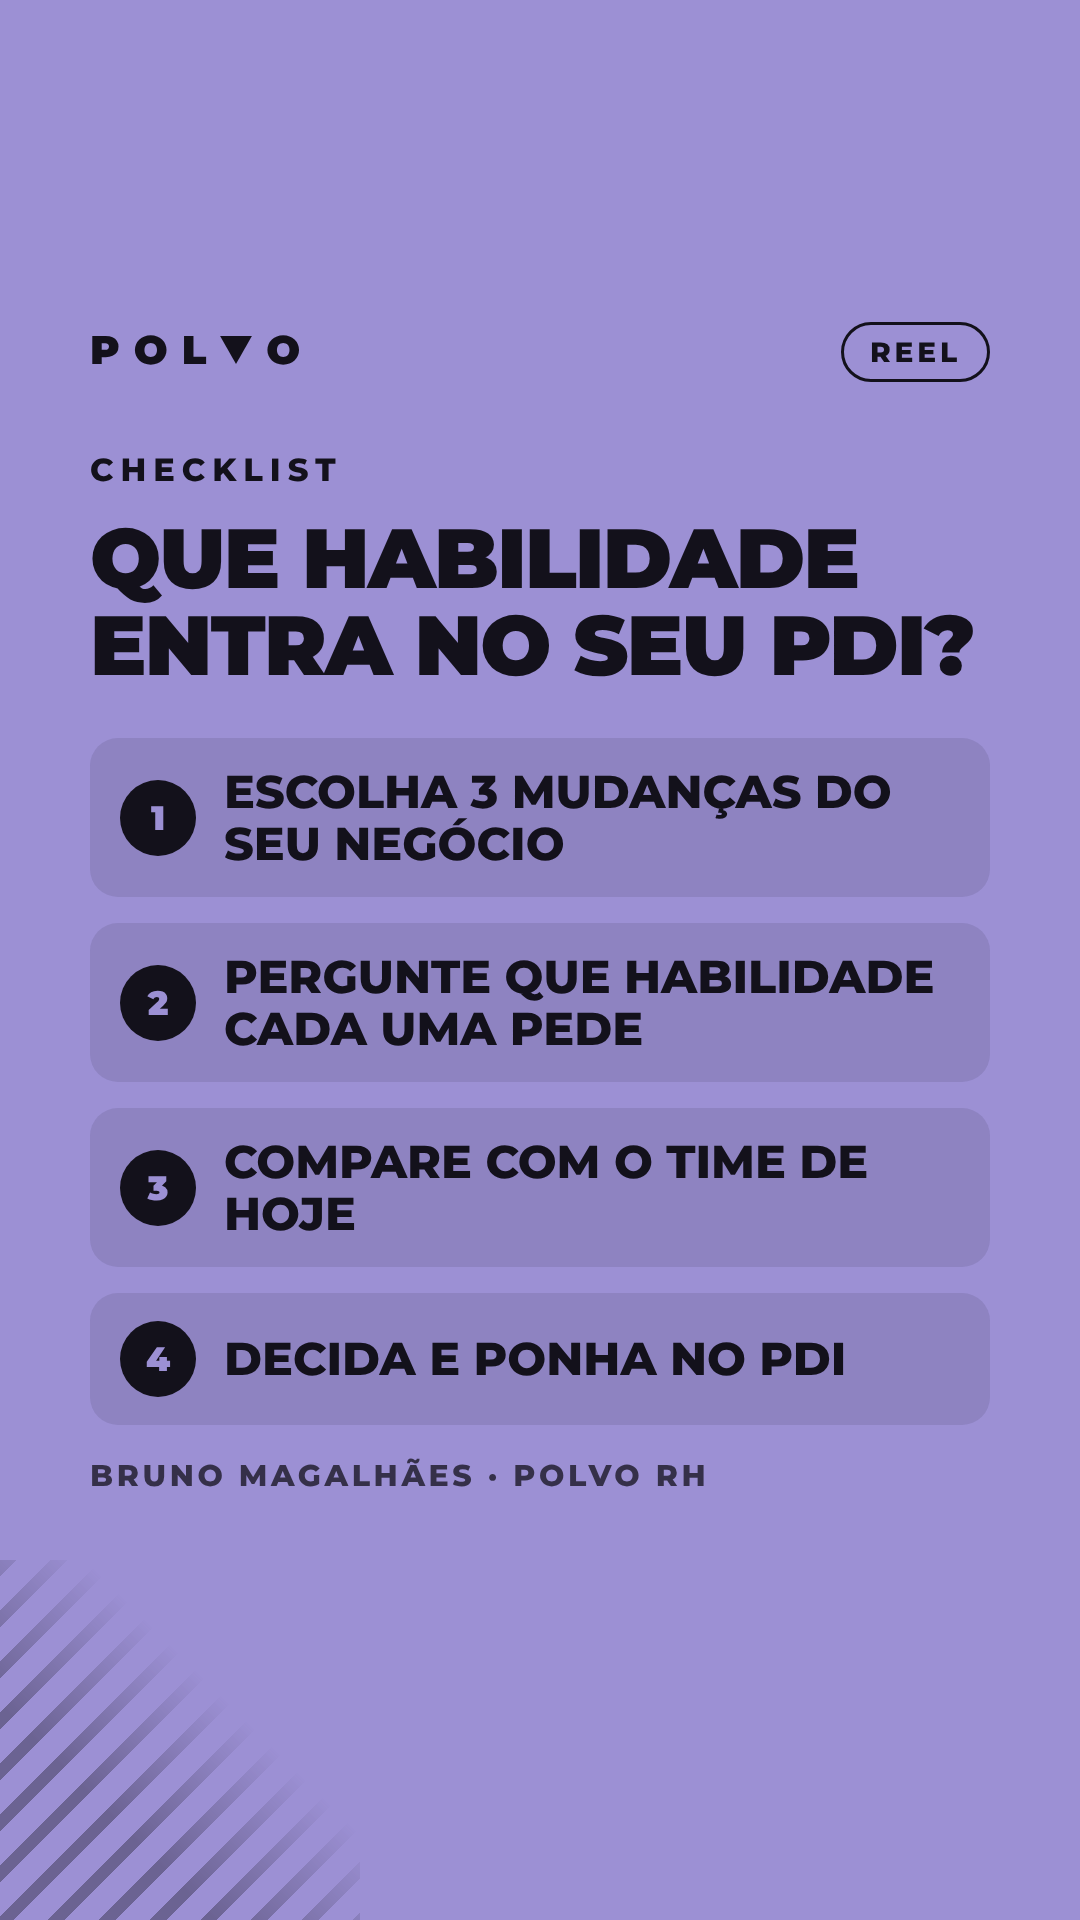 POLVO
REEL
CHECKLIST
QUE HABILIDADE
ENTRA NO SEU PDI?
1
ESCOLHA 3 MUDANÇAS DO
SEU NEGÓCIO
2
PERGUNTE QUE HABILIDADE
CADA UMA PEDE
3
COMPARE COM O TIME DE
HOJE
4
DECIDA E PONHA NO PDI
BRUNO MAGALHÃES • POLVO RH